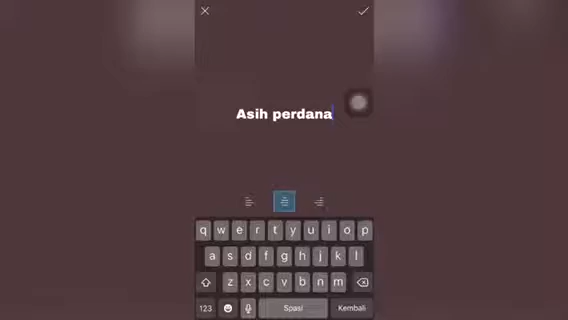 Asih perdana
q w e r t y u i o p
a s d f g h j k l
z x c v b n m
123 Spasi Kembali